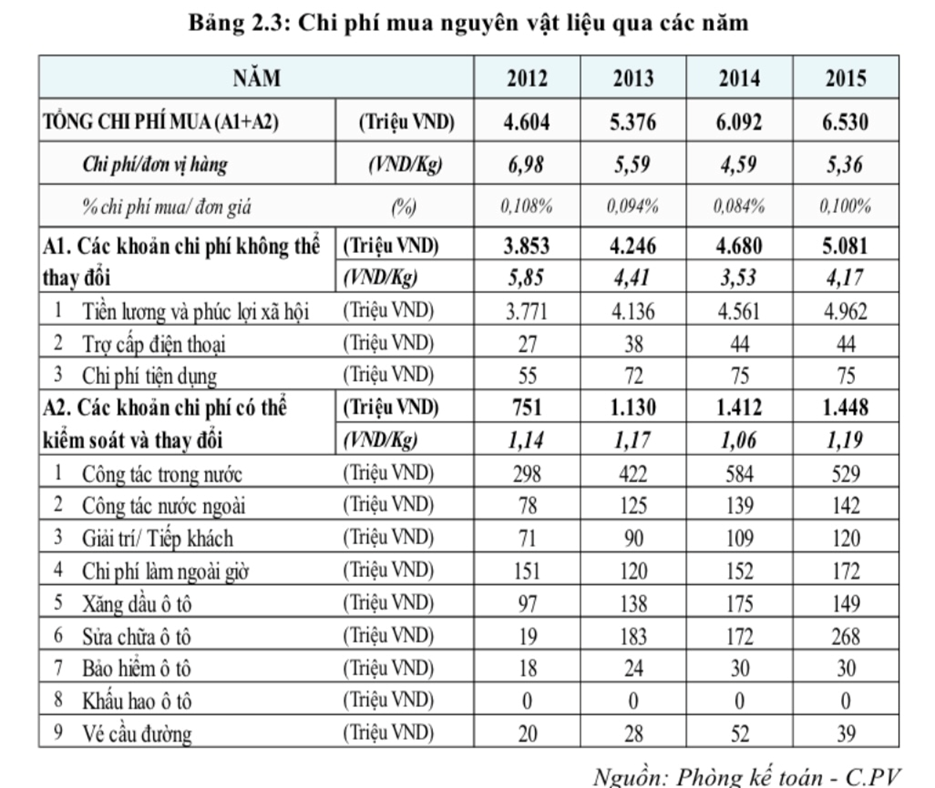 Bảng 2.3: Chi phí mua nguyên vật liệu qua các năm
NĂM 2012 2013 2014 2015
TỔNG CHI PHÍ MUA (A1+A2) (Triệu VND) 4.604 5.376 6.092 6.530
Chi phí/đơn vị hàng (VND/Kg) 6,98 5,59 4,59 5,36
% chi phí mua/ đơn giá (%) 0,108% 0,094% 0,084% 0,100%
A1. Các khoản chi phí không thể (Triệu VND) 3.853 4.246 4.680 5.081
thay đổi (VND/Kg) 5,85 4,41 3,53 4,17
1 Tiền lương và phúc lợi xã hội (Triệu VND) 3.771 4.136 4.561 4.962
2 Trợ cấp điện thoại (Triệu VND) 27 38 44 44
3 Chi phí tiện dụng (Triệu VND) 55 72 75 75
A2. Các khoản chi phí có thể (Triệu VND) 751 1.130 1.412 1.448
kiểm soát và thay đổi (VND/Kg) 1,14 1,17 1,06 1,19
1 Công tác trong nước (Triệu VND) 298 422 584 529
2 Công tác nước ngoài (Triệu VND) 78 125 139 142
3 Giải trí/ Tiếp khách (Triệu VND) 71 90 109 120
4 Chi phí làm ngoài giờ (Triệu VND) 151 120 152 172
5 Xăng dầu ô tô (Triệu VND) 97 138 175 149
6 Sửa chữa ô tô (Triệu VND) 19 183 172 268
7 Bảo hiểm ô tô (Triệu VND) 18 24 30 30
8 Khấu hao ô tô (Triệu VND) 0 0 0 0
9 Vé cầu đường (Triệu VND) 20 28 52 39
Nguồn: Phòng kế toán - C.PV